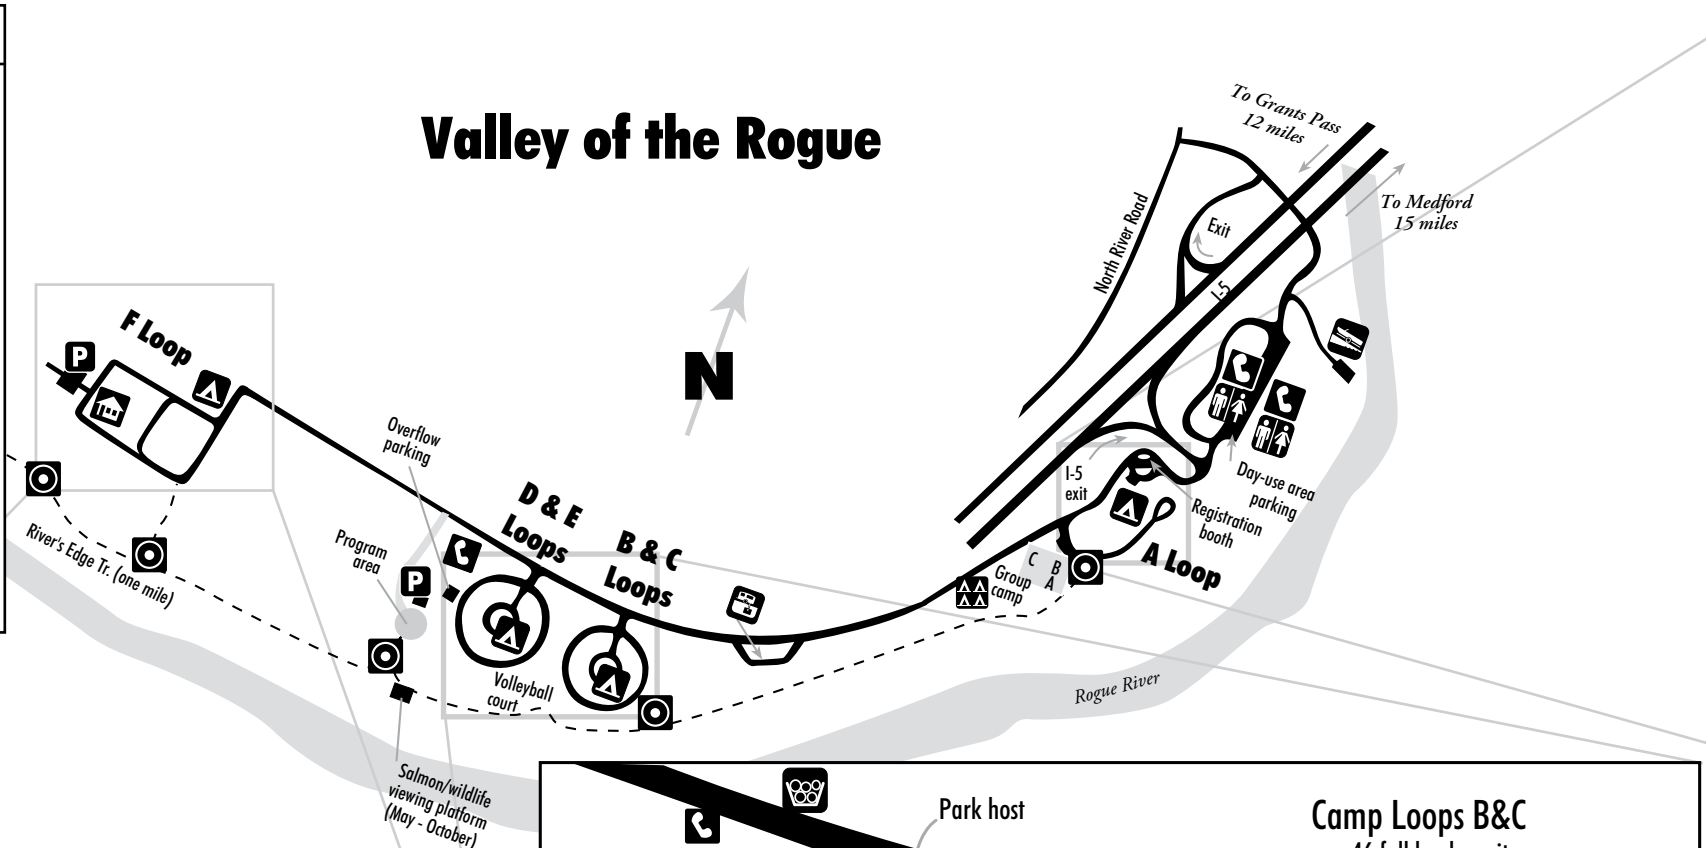 Valley of the Rogue
To Grants Pass
12 miles
To Medford
15 miles
North River Road
Exit
I-5
F Loop
P
N
Overflow
parking
D & E
Loops
B & C
Loops
I-5
exit
Day-use area
parking
Registration
booth
A Loop
C B
A
Group
camp
River's Edge Tr. (one mile)
Program
area
P
Volleyball
court
Rogue River
Salmon/wildlife
viewing platform
(May - October)
Park host
Camp Loops B&C